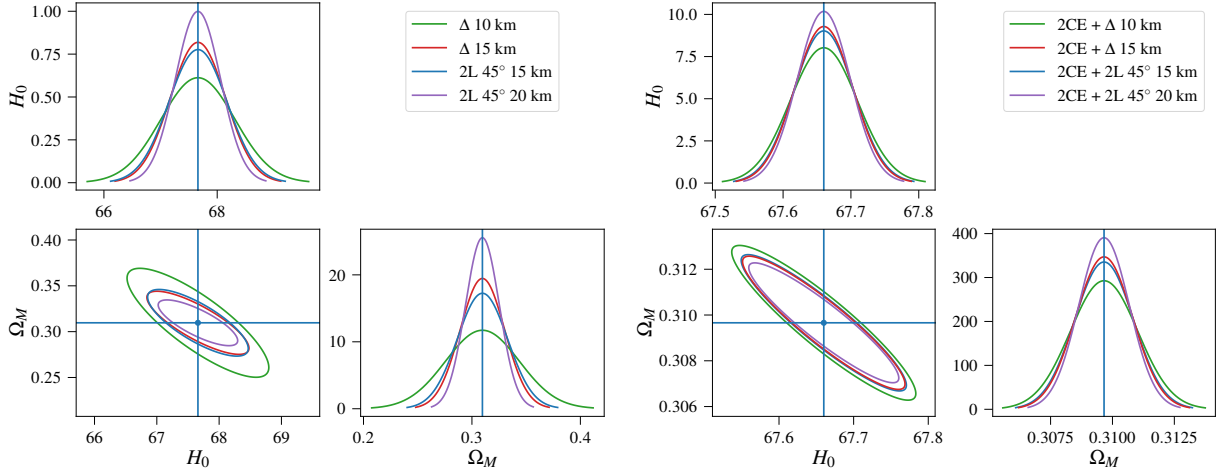 1.00
0.75
0.50
0.25
0.00
H₀
66 68
Δ 10 km
Δ 15 km
2L 45° 15 km
2L 45° 20 km
10.0
7.5
5.0
2.5
0.0
H₀
67.5 67.6 67.7 67.8
2CE + Δ 10 km
2CE + Δ 15 km
2CE + 2L 45° 15 km
2CE + 2L 45° 20 km
0.40
0.35
0.30
0.25
Ω_M
66 67 68 69
H₀
20
10
0
0.2 0.3 0.4
Ω_M
0.312
0.310
0.308
0.306
Ω_M
67.6 67.7 67.8
H₀
400
300
200
100
0
0.3075 0.3100 0.3125
Ω_M